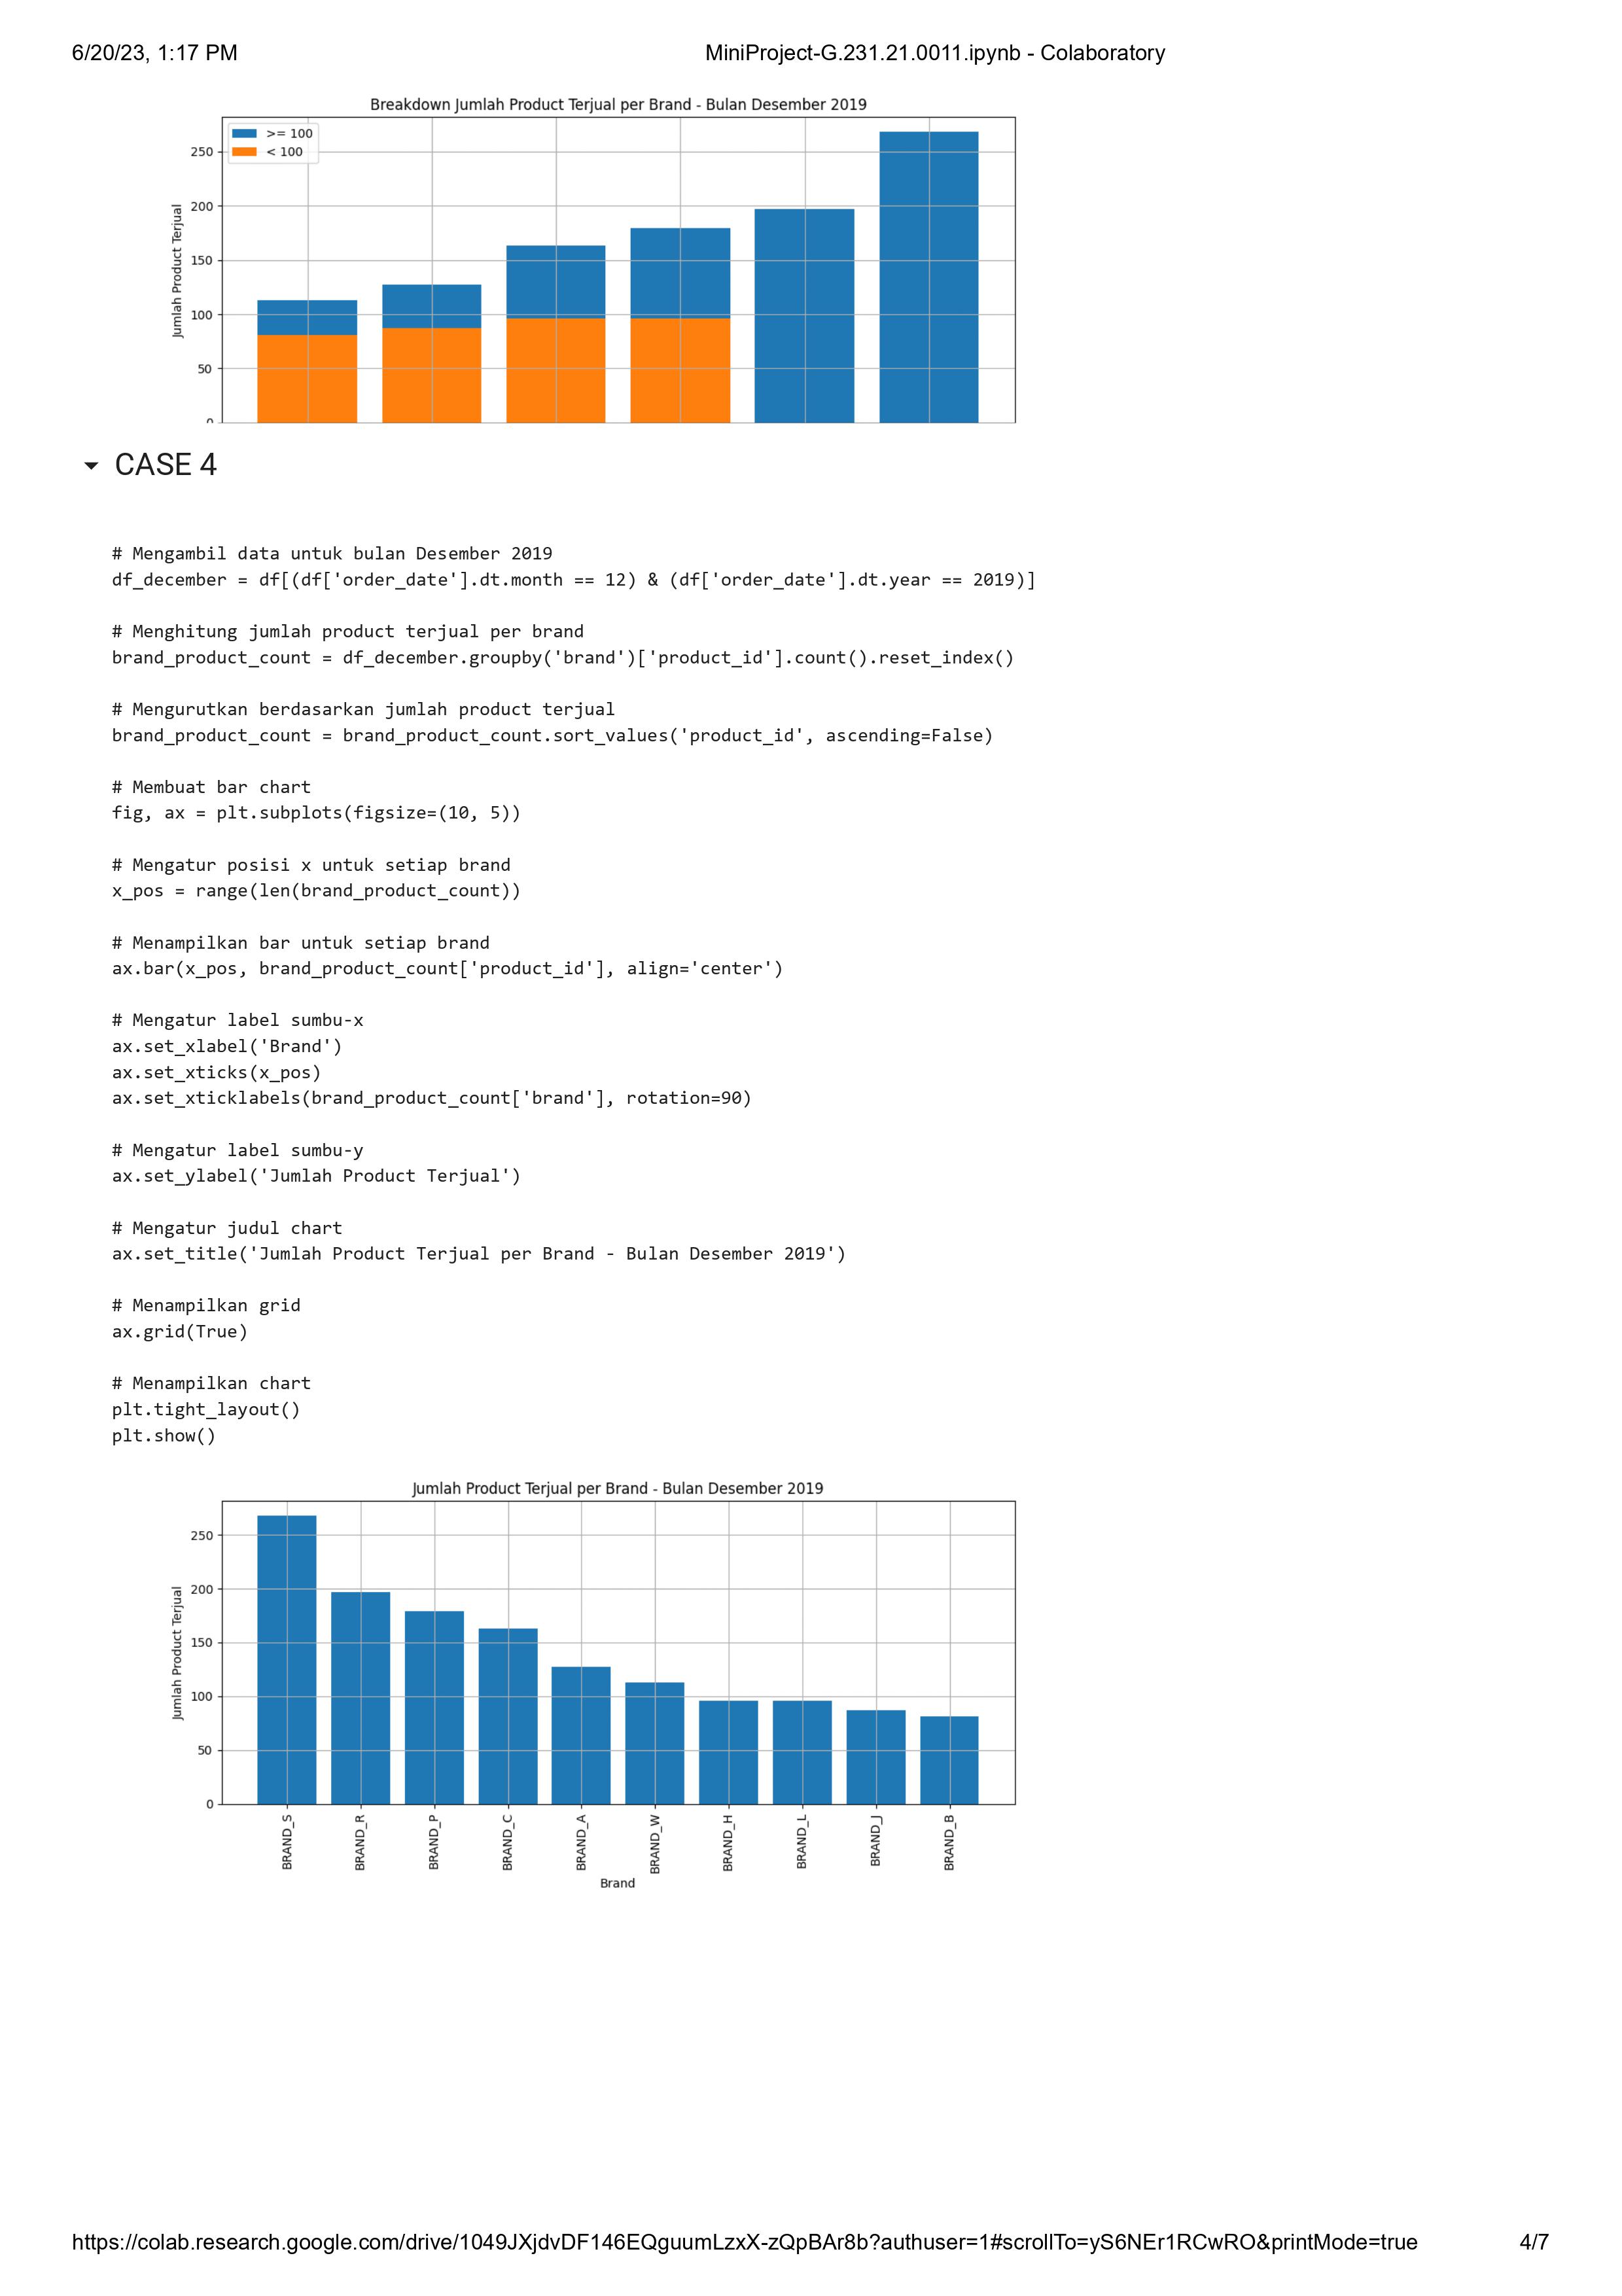 6/20/23, 1:17 PM
MiniProject-G.231.21.0011.ipynb - Colaboratory
Breakdown Jumlah Product Terjual per Brand - Bulan Desember 2019
>= 100
< 100
250
200
150
100
50
0
Jumlah Product Terjual
CASE 4
# Mengambil data untuk bulan Desember 2019
df_december = df[(df['order_date'].dt.month == 12) & (df['order_date'].dt.year == 2019)]
# Menghitung jumlah product terjual per brand
brand_product_count = df_december.groupby('brand')['product_id'].count().reset_index()
# Mengurutkan berdasarkan jumlah product terjual
brand_product_count = brand_product_count.sort_values('product_id', ascending=False)
# Membuat bar chart
fig, ax = plt.subplots(figsize=(10, 5))
# Mengatur posisi x untuk setiap brand
x_pos = range(len(brand_product_count))
# Menampilkan bar untuk setiap brand
ax.bar(x_pos, brand_product_count['product_id'], align='center')
# Mengatur label sumbu-x
ax.set_xlabel('Brand')
ax.set_xticks(x_pos)
ax.set_xticklabels(brand_product_count['brand'], rotation=90)
# Mengatur label sumbu-y
ax.set_ylabel('Jumlah Product Terjual')
# Mengatur judul chart
ax.set_title('Jumlah Product Terjual per Brand - Bulan Desember 2019')
# Menampilkan grid
ax.grid(True)
# Menampilkan chart
plt.tight_layout()
plt.show()
Jumlah Product Terjual per Brand - Bulan Desember 2019
250
200
150
100
50
0
Jumlah Product Terjual
BRAND_S
BRAND_R
BRAND_P
BRAND_C
BRAND_A
BRAND_W
BRAND_H
BRAND_L
BRAND_J
BRAND_B
Brand
https://colab.research.google.com/drive/1049JXjdvDF146EQguumLzxX-zQpBAr8b?authuser=1#scrollTo=yS6NEr1RCwRO&printMode=true
4/7